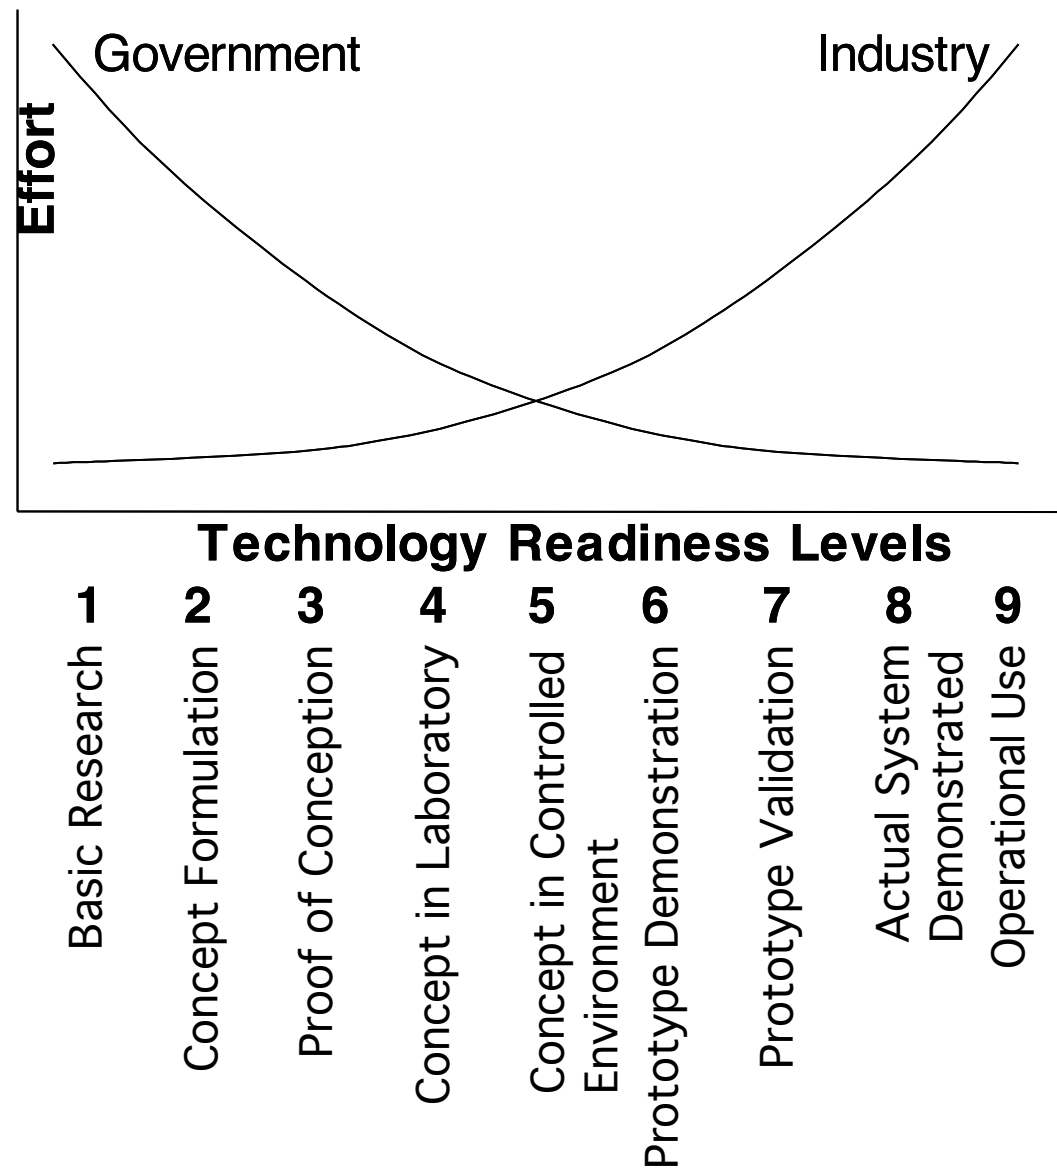 Government
Industry
Effort
Technology Readiness Levels
1 2 3 4 5 6 7 8 9
Basic Research
Concept Formulation
Proof of Conception
Concept in Laboratory
Concept in Controlled
Environment
Prototype Demonstration
Prototype Validation
Actual System
Demonstrated
Operational Use